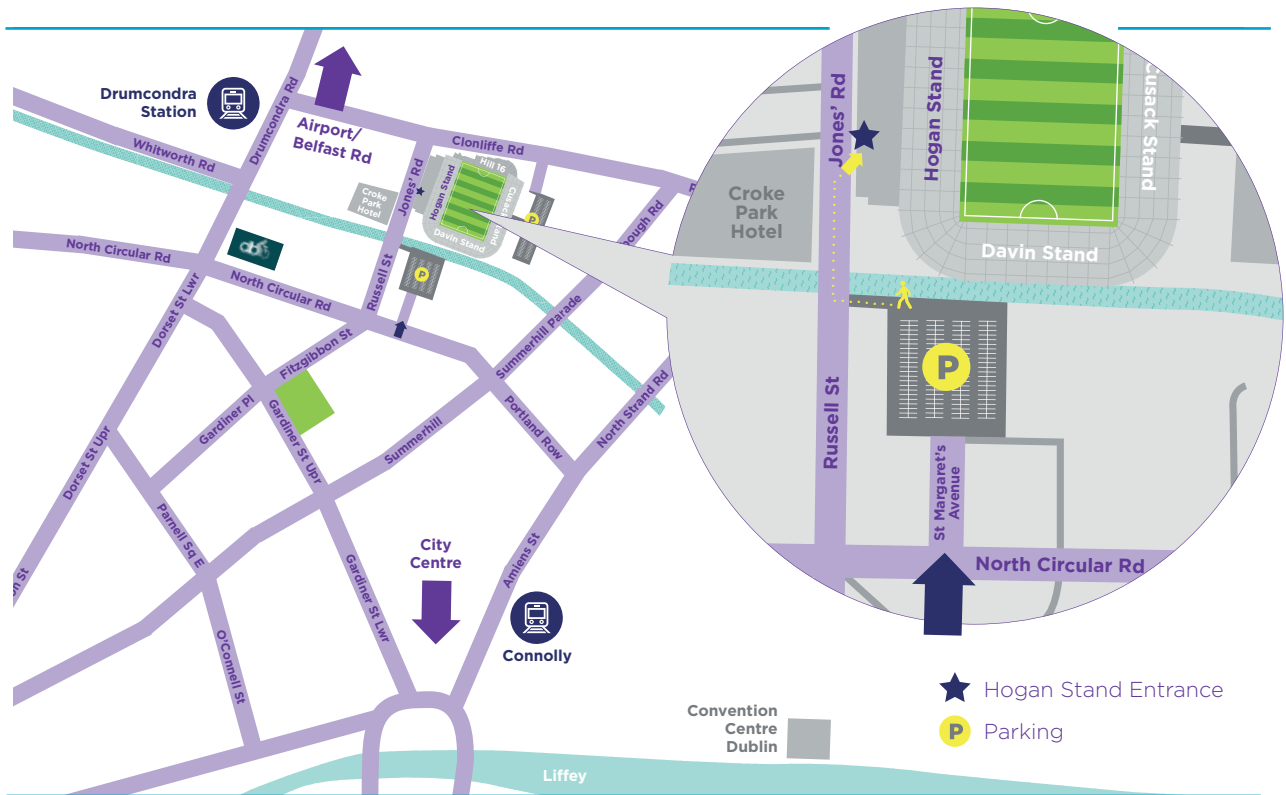 Drumcondra
Station
Drumcondra Rd
Airport/
Belfast Rd
Whitworth Rd
Clonliffe Rd
Jones' Rd
Hill 16
Hogan Stand
Cusack
Davin Stand
Croke
Park
Hotel
P
P
North Circular Rd
North Circular Rd
Russell St
Dorset St Lwr
Fitzgibbon St
Summerhill Parade
Gardiner Pl
Gardiner St Upr
Summerhill
Portland Row
North Strand Rd
Dorset St Upr
Parnell Sq E
Gardiner St Lwr
City
Centre
Amiens St
Connolly
O'Connell St
Convention
Centre
Dublin
Liffey
Jones' Rd
Hogan Stand
Cusack Stand
Croke
Park
Hotel
Davin Stand
P
Russell St
St Margaret's
Avenue
North Circular Rd
Hogan Stand Entrance
P
Parking